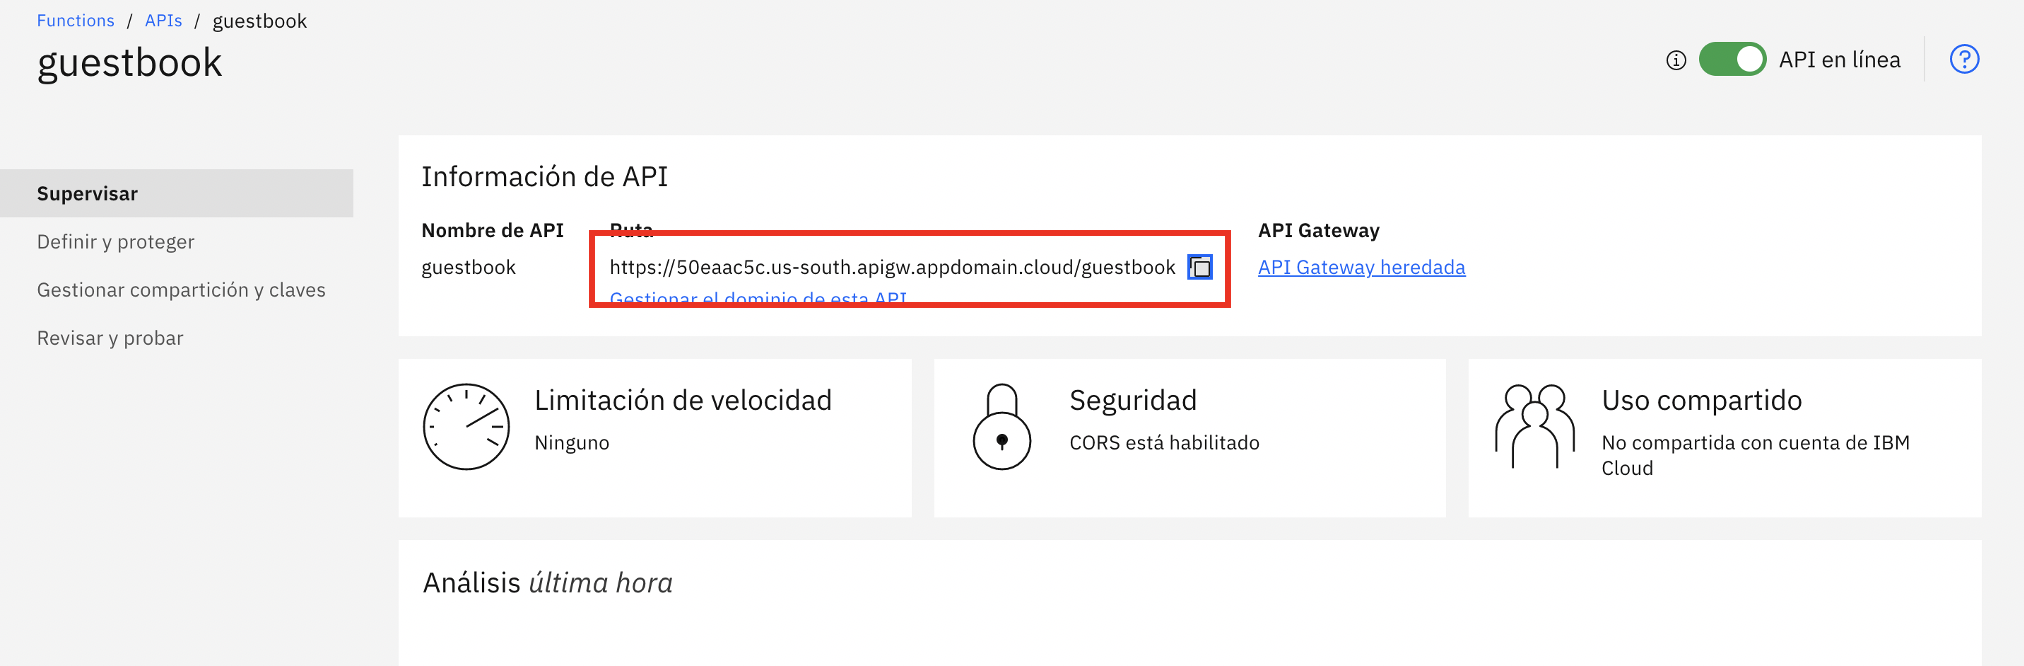 Functions / APIs / guestbook
guestbook
API en línea
Supervisar
Definir y proteger
Gestionar compartición y claves
Revisar y probar
Información de API
Nombre de API
guestbook
Ruta
https://50eaac5c.us-south.apigw.appdomain.cloud/guestbook
Gestionar el dominio de esta API
API Gateway
API Gateway heredada
Limitación de velocidad
Ninguno
Seguridad
CORS está habilitado
Uso compartido
No compartida con cuenta de IBM
Cloud
Análisis última hora